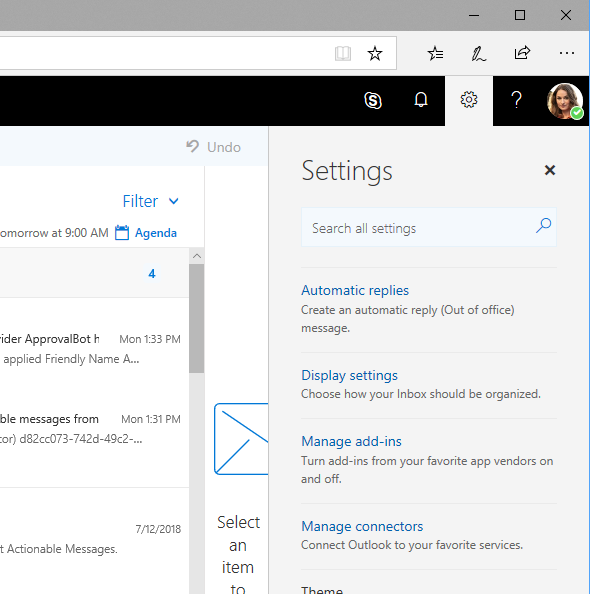 Undo
Filter
omorrow at 9:00 AM Agenda
4
ider ApprovalBot h Mon 1:33 PM
applied Friendly Name A...
ble messages from Mon 1:31 PM
cor) d82cc073-742d-49c2-...
7/12/2018
t Actionable Messages.
Select
an
item
to
Settings
Search all settings
Automatic replies
Create an automatic reply (Out of office)
message.
Display settings
Choose how your Inbox should be organized.
Manage add-ins
Turn add-ins from your favorite app vendors on
and off.
Manage connectors
Connect Outlook to your favorite services.
Theme